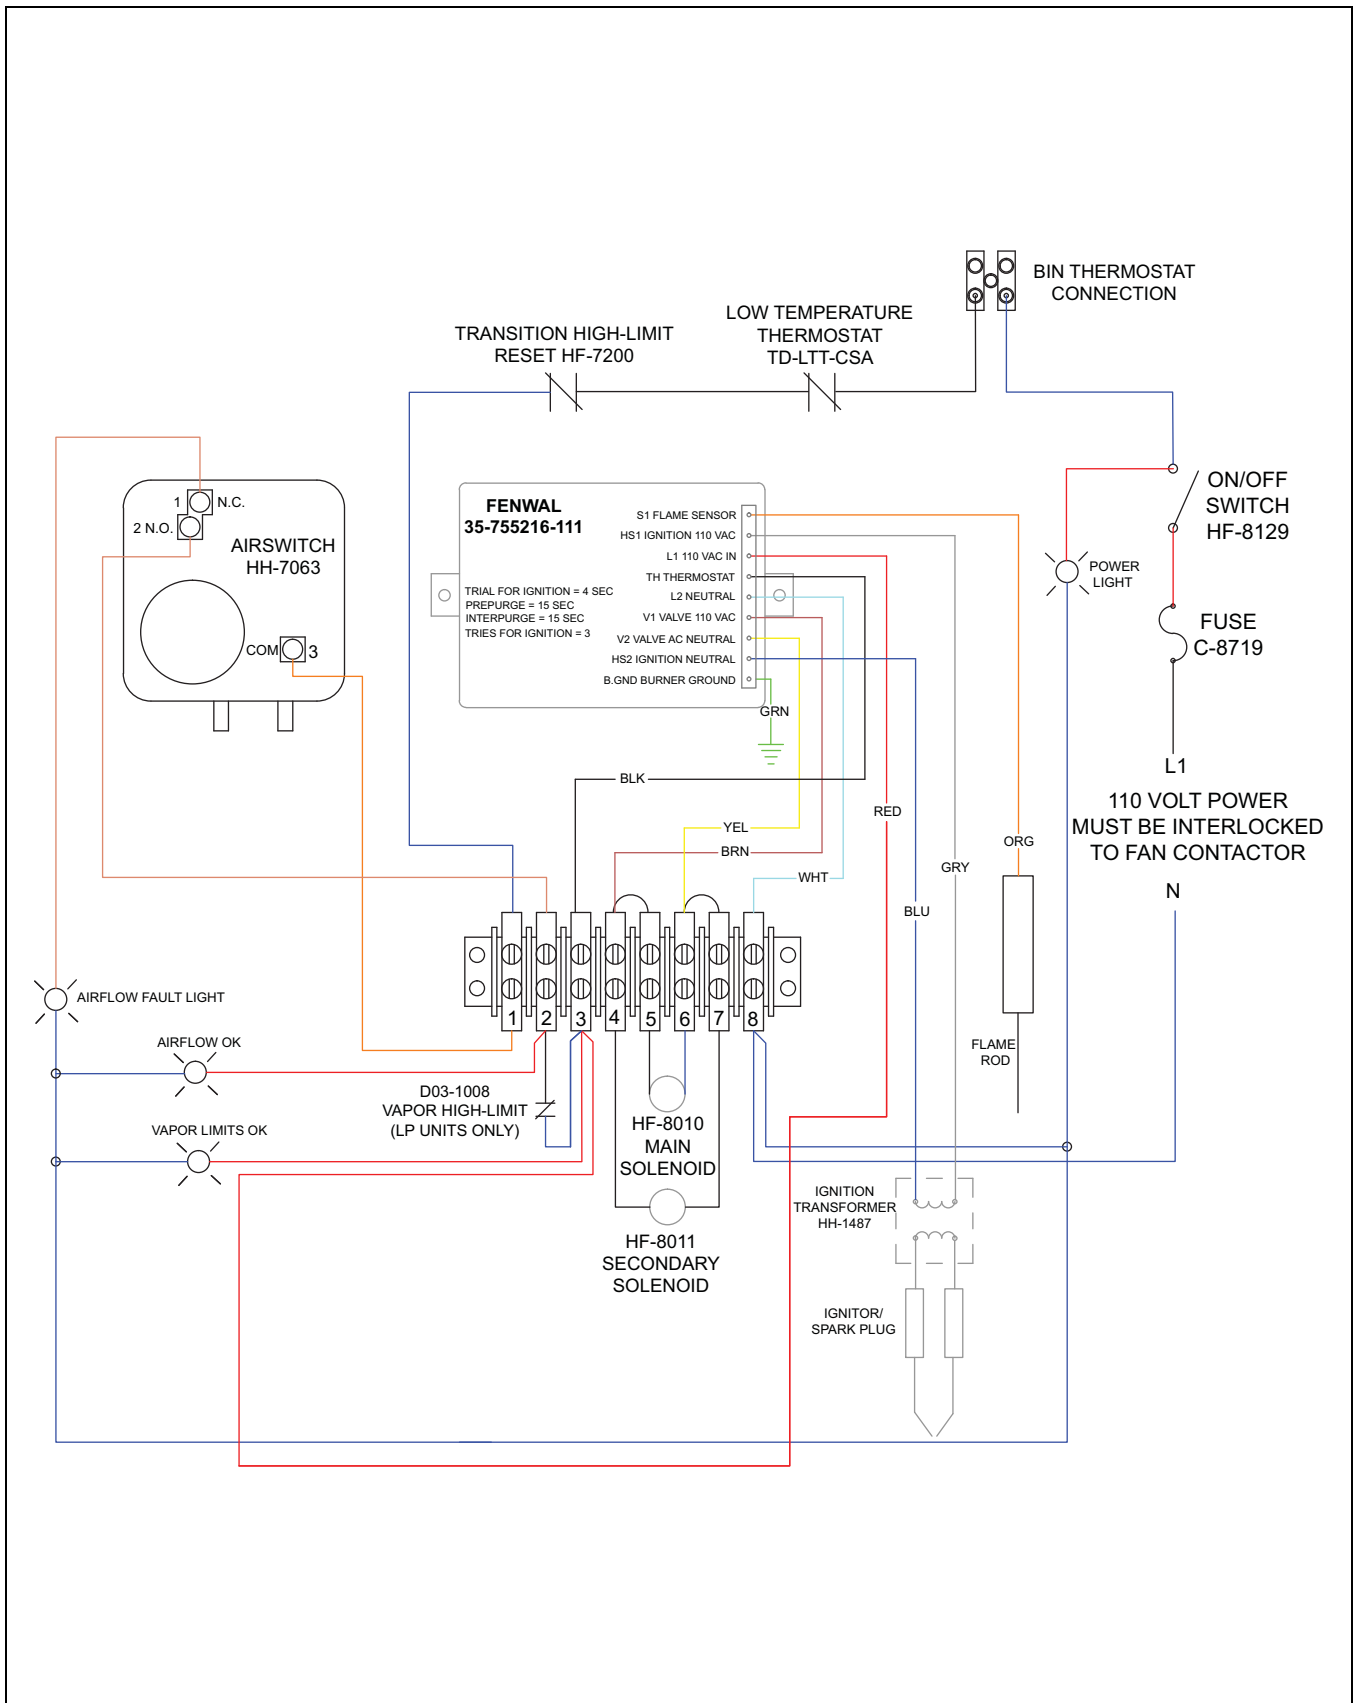 BIN THERMOSTAT
CONNECTION
LOW TEMPERATURE
THERMOSTAT
TD-LTT-CSA
TRANSITION HIGH-LIMIT
RESET HF-7200
ON/OFF
SWITCH
HF-8129
1
N.C.
2 N.O.
AIRSWITCH
HH-7063
COM
3
FENWAL
35-755216-111
TRIAL FOR IGNITION = 4 SEC
PREPURGE = 15 SEC
INTERPURGE = 15 SEC
TRIES FOR IGNITION = 3
S1 FLAME SENSOR
HS1 IGNITION 110 VAC
L1 110 VAC IN
TH THERMOSTAT
L2 NEUTRAL
V1 VALVE 110 VAC
V2 VALVE AC NEUTRAL
HS2 IGNITION NEUTRAL
B.GND BURNER GROUND
GRN
POWER
LIGHT
FUSE
C-8719
L1
110 VOLT POWER
MUST BE INTERLOCKED
TO FAN CONTACTOR
N
BLK
YEL
BRN
WHT
RED
GRY
BLU
ORG
FLAME
ROD
1
2
3
4
5
6
7
8
AIRFLOW FAULT LIGHT
AIRFLOW OK
VAPOR LIMITS OK
D03-1008
VAPOR HIGH-LIMIT
(LP UNITS ONLY)
HF-8010
MAIN
SOLENOID
HF-8011
SECONDARY
SOLENOID
IGNITION
TRANSFORMER
HH-1487
IGNITOR/
SPARK PLUG